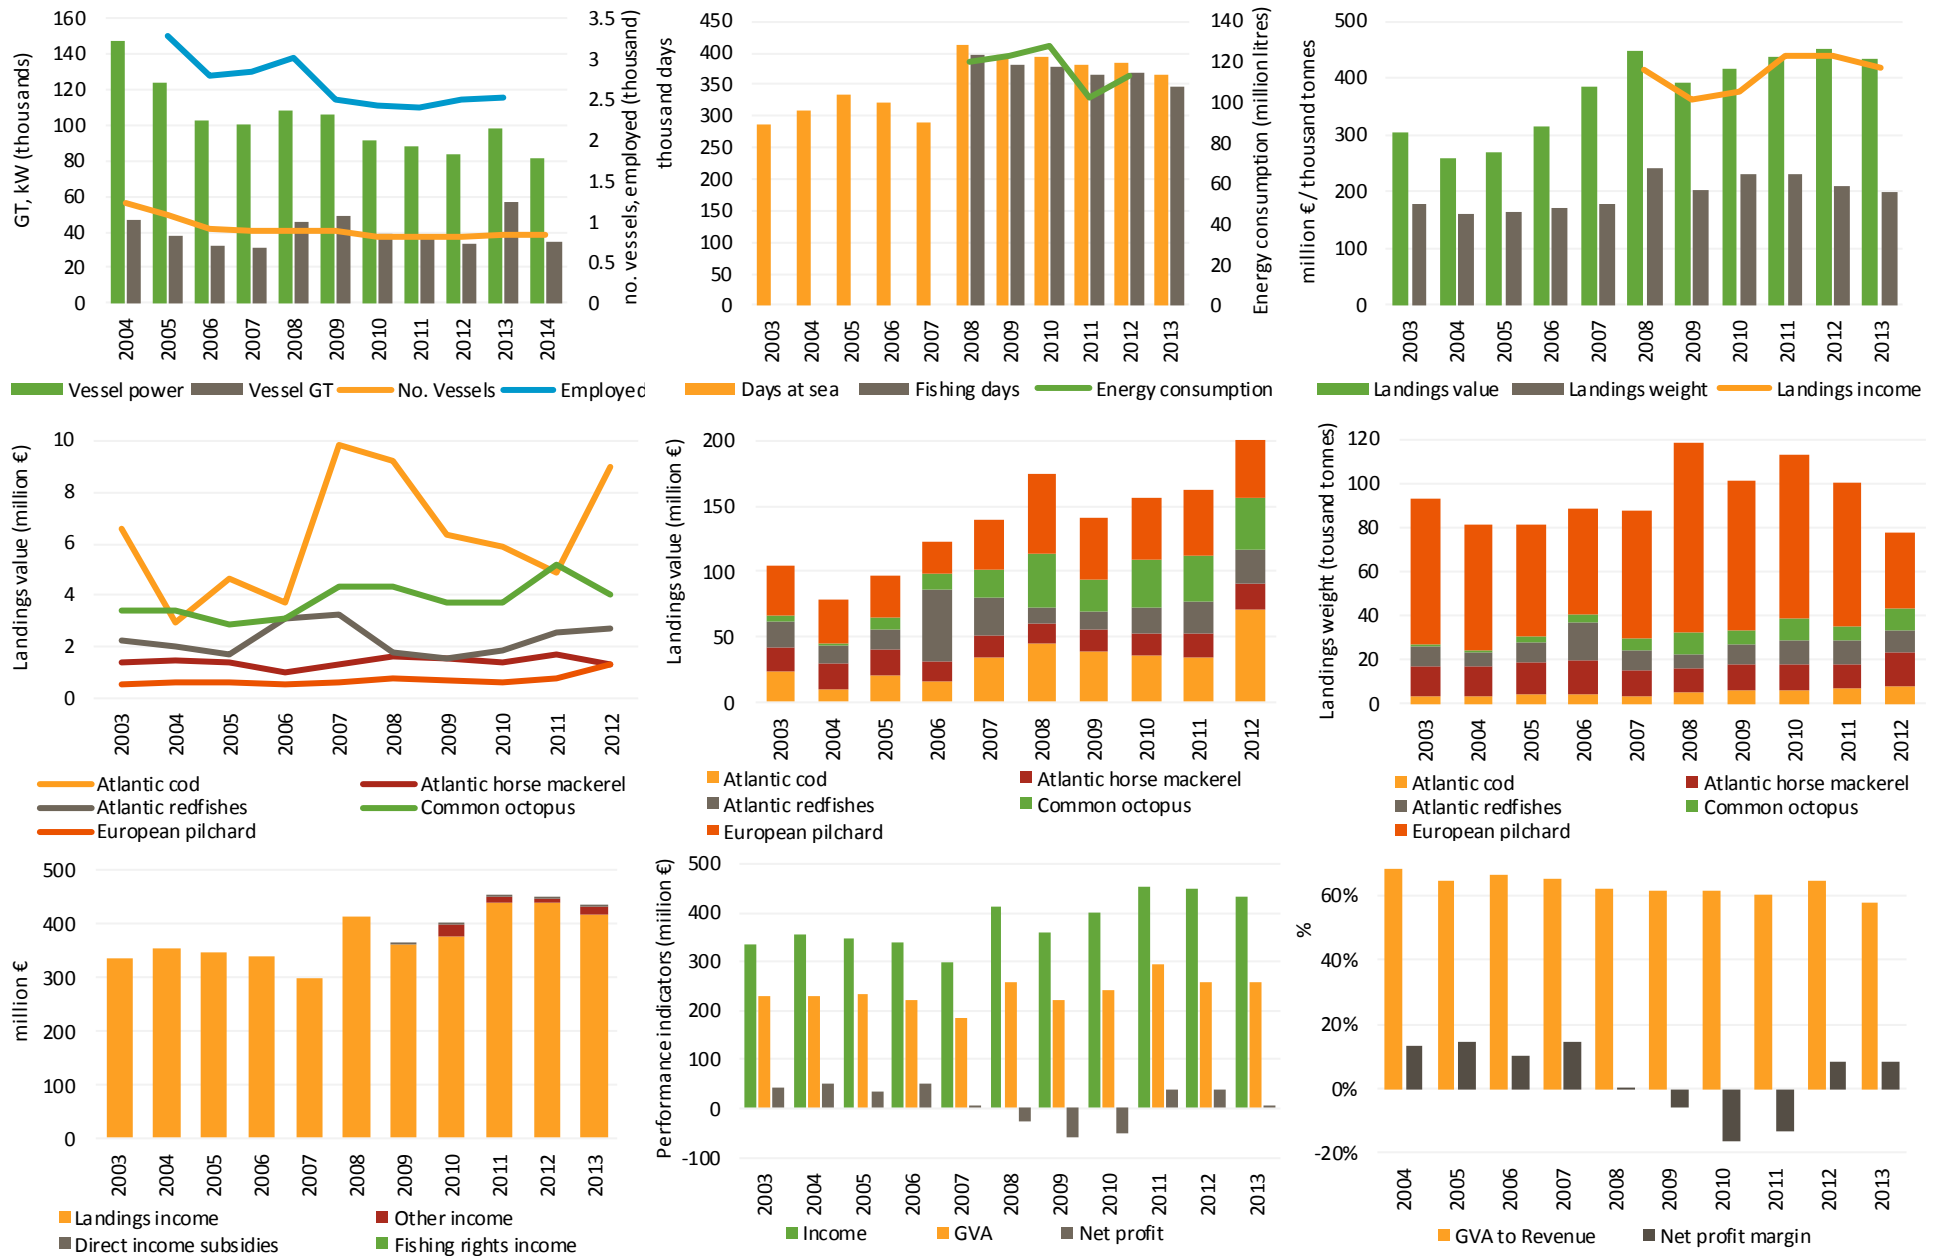 GT, kW (thousands)
160
140
120
100
80
60
40
20
0
3.5
3
2.5
2
1.5
1
0.5
0
no. vessels, employed (thousand)
2004 2005 2006 2007 2008 2009 2010 2011 2012 2013 2014
Vessel power Vessel GT No. Vessels Employed
thousand days
450
400
350
300
250
200
150
100
50
0
140
120
100
80
60
40
20
0
Energy consumption (million litres)
2003 2004 2005 2006 2007 2008 2009 2010 2011 2012 2013
Days at sea Fishing days Energy consumption
million €/ thousand tonnes
500
400
300
200
100
0
2003 2004 2005 2006 2007 2008 2009 2010 2011 2012 2013
Landings value Landings weight Landings income
Landings value (million €)
10
8
6
4
2
0
2003 2004 2005 2006 2007 2008 2009 2010 2011 2012
Atlantic cod Atlantic horse mackerel
Atlantic redfishes Common octopus
European pilchard
Landings value (million €)
200
150
100
50
0
2003 2004 2005 2006 2007 2008 2009 2010 2011 2012
Atlantic cod Atlantic horse mackerel
Atlantic redfishes Common octopus
European pilchard
Landings weight (tousand tonnes)
120
100
80
60
40
20
0
2003 2004 2005 2006 2007 2008 2009 2010 2011 2012
Atlantic cod Atlantic horse mackerel
Atlantic redfishes Common octopus
European pilchard
million €
500
400
300
200
100
0
2003 2004 2005 2006 2007 2008 2009 2010 2011 2012 2013
Landings income Other income
Direct income subsidies Fishing rights income
Performance indicators (miilion €)
500
400
300
200
100
0
-100
2003 2004 2005 2006 2007 2008 2009 2010 2011 2012 2013
Income GVA Net profit
%
60%
40%
20%
0%
-20%
2004 2005 2006 2007 2008 2009 2010 2011 2012 2013
GVA to Revenue Net profit margin